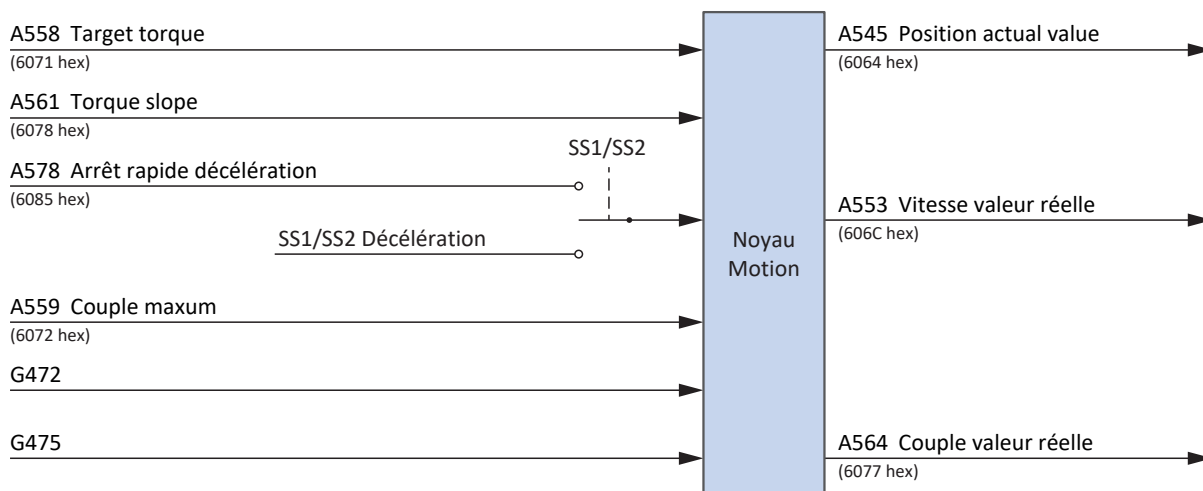 A558 Target torque
(6071 hex)
A561 Torque slope
(6078 hex)
A578 Arrêt rapide décélération
(6085 hex)
SS1/SS2
SS1/SS2 Décélération
A559 Couple maxum
(6072 hex)
G472
G475
Noyau
Motion
A545 Position actual value
(6064 hex)
A553 Vitesse valeur réelle
(606C hex)
A564 Couple valeur réelle
(6077 hex)